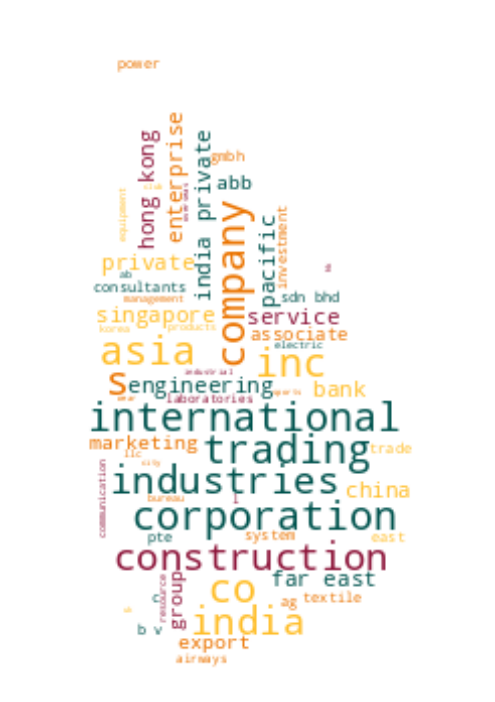 power
hong kong
enterprise
india private
gmbh
abb
equipment
company
pacific
investment
private
ab
consultants
management
sdn bhd
singapore
service
korea
products
associate
electric
asia
inc
industrial
s
engineering
bank
laboratories
international
marketing
trading
trade
llc
city
communication
industries
china
bureau
corporation
pte
system
east
construction
resource
group
co
far east
ag
textile
b v
india
export
airways